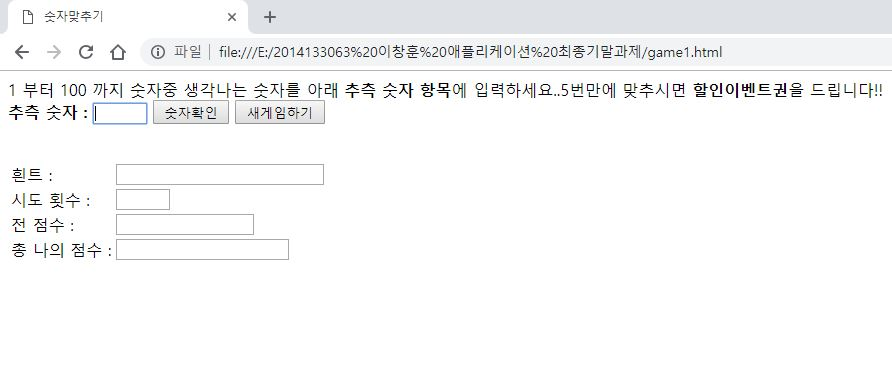 숫자맞추기
파일 file:///E:/2014133063%20이창훈%20애플리케이션%20최종기말과제/game1.html
1 부터 100 까지 숫자중 생각나는 숫자를 아래 추측 숫자 항목에 입력하세요..5번만에 맞추시면 할인이벤트권을 드립니다!!
추측 숫자 : 숫자확인 새게임하기
흰트 :
시도 횟수 :
전 점수 :
총 나의 점수 :